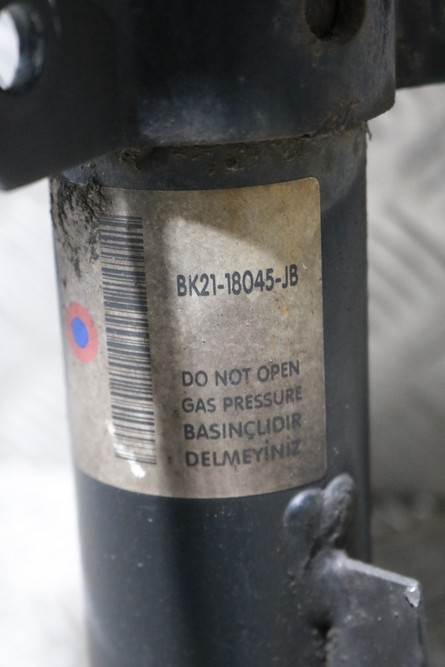 BK21-18045-JB
DO NOT OPEN
GAS PRESSURE
BASINÇLIDIR
DELMEYİNİZ